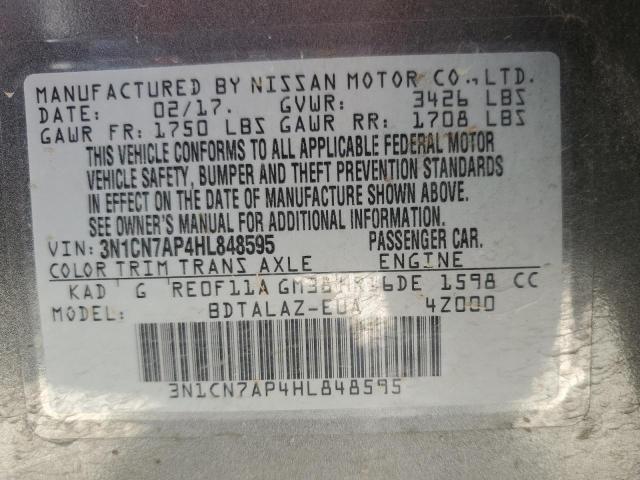 MANUFACTURED BY NISSAN MOTOR CO., LTD.
DATE: 02/17. GVWR: 3426 LBS
GAWR FR: 1750 LBS GAWR RR: 1708 LBS
THIS VEHICLE CONFORMS TO ALL APPLICABLE FEDERAL MOTOR
VEHICLE SAFETY, BUMPER AND THEFT PREVENTION STANDARDS
IN EFFECT ON THE DATE OF MANUFACTURE SHOWN ABOVE.
SEE OWNER'S MANUAL FOR ADDITIONAL INFORMATION.
VIN: 3N1CN7AP4HL848595 PASSENGER CAR.
COLOR TRIM TRANS AXLE ENGINE
KAD G RE0F11A GM38 HR16DE 1598 CC
MODEL: BDTALAZ-EUA 4Z000
3N1CN7AP4HL848595